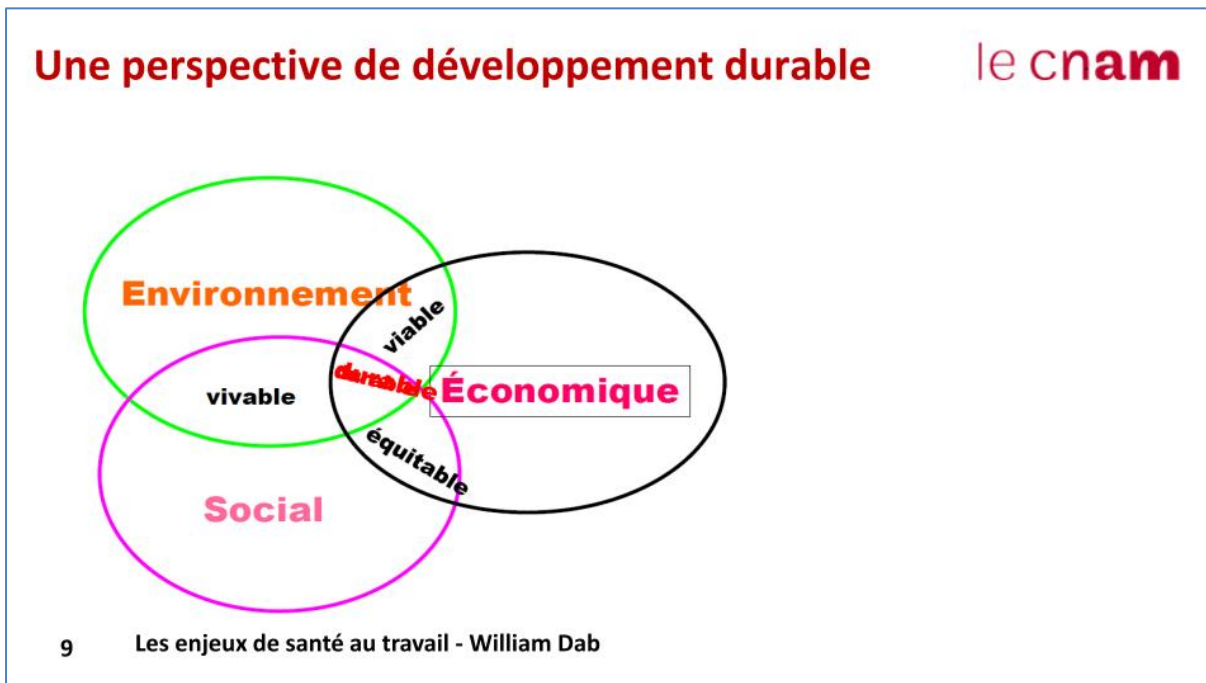 Une perspective de développement durable
le cnam
Environnement
viable
durable
Économique
vivable
équitable
Social
9
Les enjeux de santé au travail - William Dab